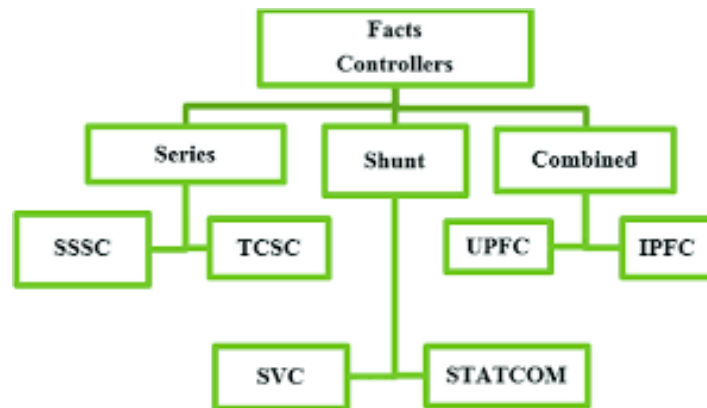 Facts
Controllers
Series
Shunt
Combined
SSSC
TCSC
UPFC
IPFC
SVC
STATCOM